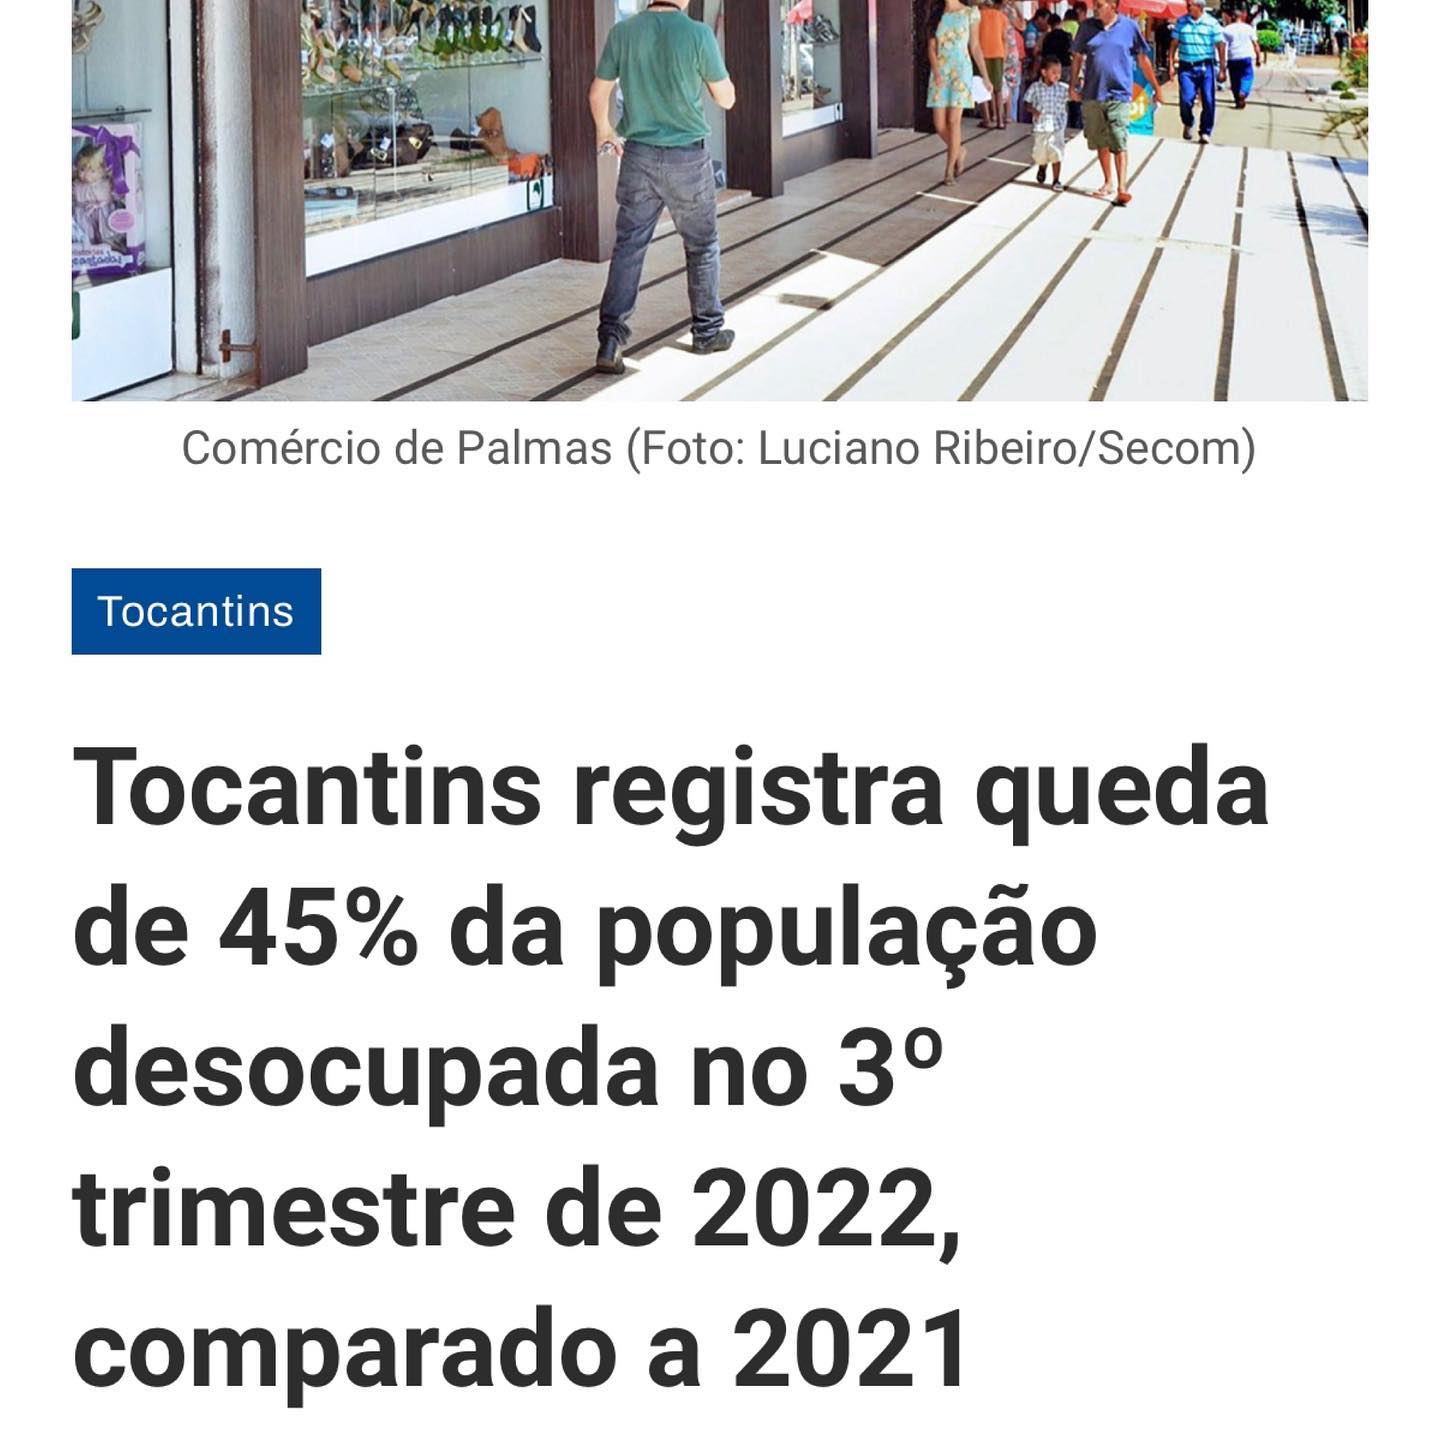 Comércio de Palmas (Foto: Luciano Ribeiro/Secom)
Tocantins
Tocantins registra queda
de 45% da população
desocupada no 3º
trimestre de 2022,
comparado a 2021